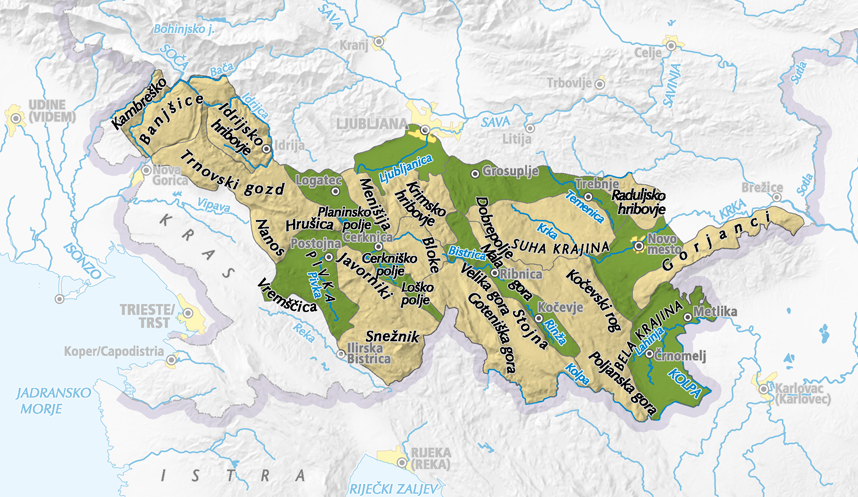 Bohinjsko j.
SAVA
Kranj
Celje
SOČA
Bača
Kambreško
Banjšice
Idrijca
Idrijsko
hribovje
Idrija
Trbovlje
SAVINJA
Sutla
UDINE
(VIDEM)
LJUBLJANA
SAVA
Litija
Trnovski gozd
Nova
Gorica
Vipava
Logatec
Ljubljanica
Grosuplje
Trebnje
Temenica
Raduljsko
hribovje
Brežice
KRKA
Sotla
Menišija
Krimsko
hribovje
Planinsko
polje
Hrušica
Cerknica
Dobrepolje
Mala gora
Krka
SUHA KRAJINA
Novo
mesto
Gorjanci
KRAS
Nanos
Postojna
Bloke
Bistrica
Ribnica
ISONZO
PIVKA
Pivka
Javorniki
Cerkniško
polje
Loško
polje
Velika gora
Goteniška gora
Stojna
Kočevje
Rinža
Kočevski rog
Vremščica
TRIESTE/
TRST
Reka
Snežnik
BELA KRAJINA
Metlika
Lahinja
Črnomelj
Koper/Capodistria
Ilirska
Bistrica
Kolpa
Poljanska gora
KOLPA
Karlovac
(Karlovec)
JADRANSKO
MORJE
RIJEKA
(REKA)
ISTRA
RIJEČKI ZALJEV